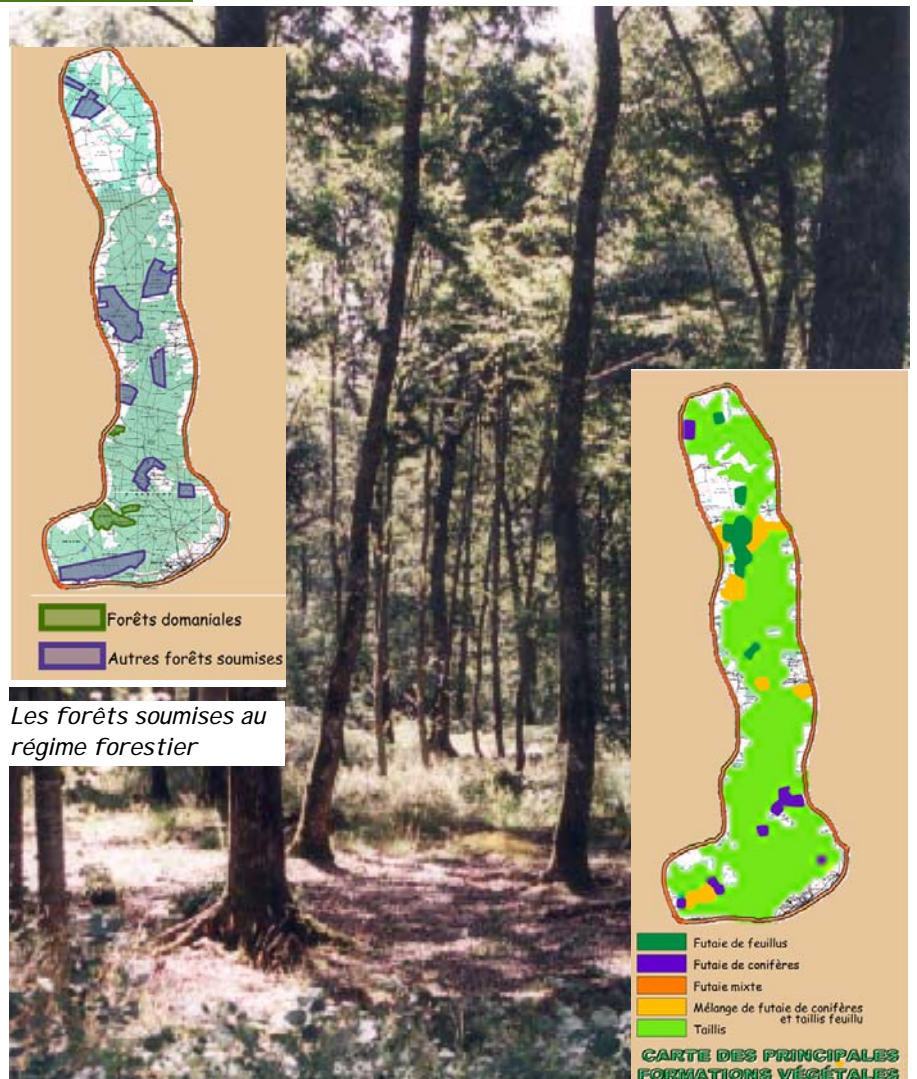 Forêts domaniales
Autres forêts soumises
Les forêts soumises au
régime forestier
Futaie de feuillus
Futaie de conifères
Futaie mixte
Mélange de futaie de conifères
et taillis feuillu
Taillis
CARTE DES PRINCIPALES
FORMATIONS VÉGÉTALES